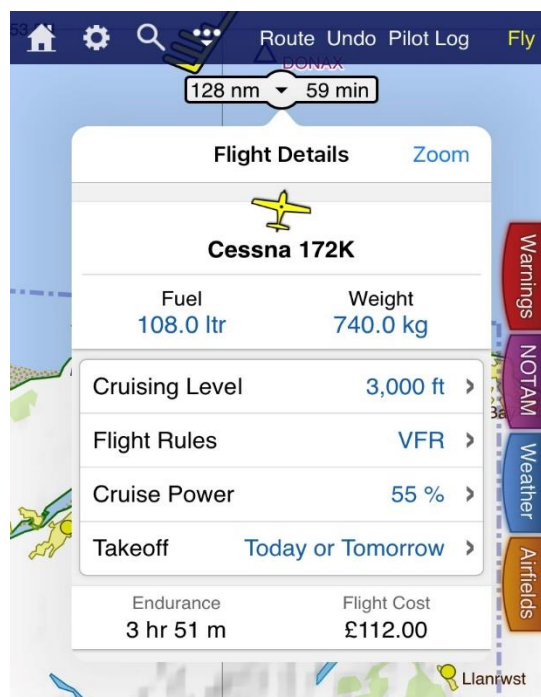 Route Undo Pilot Log Fly
DONAX
128 nm 59 min
Flight Details Zoom
Cessna 172K
Fuel Weight
108.0 ltr 740.0 kg
Cruising Level 3,000 ft
Flight Rules VFR
Cruise Power 55 %
Takeoff Today or Tomorrow
Endurance Flight Cost
3 hr 51 m £112.00
Warnings
NOTAM
Weather
Airfields
Llanrwst